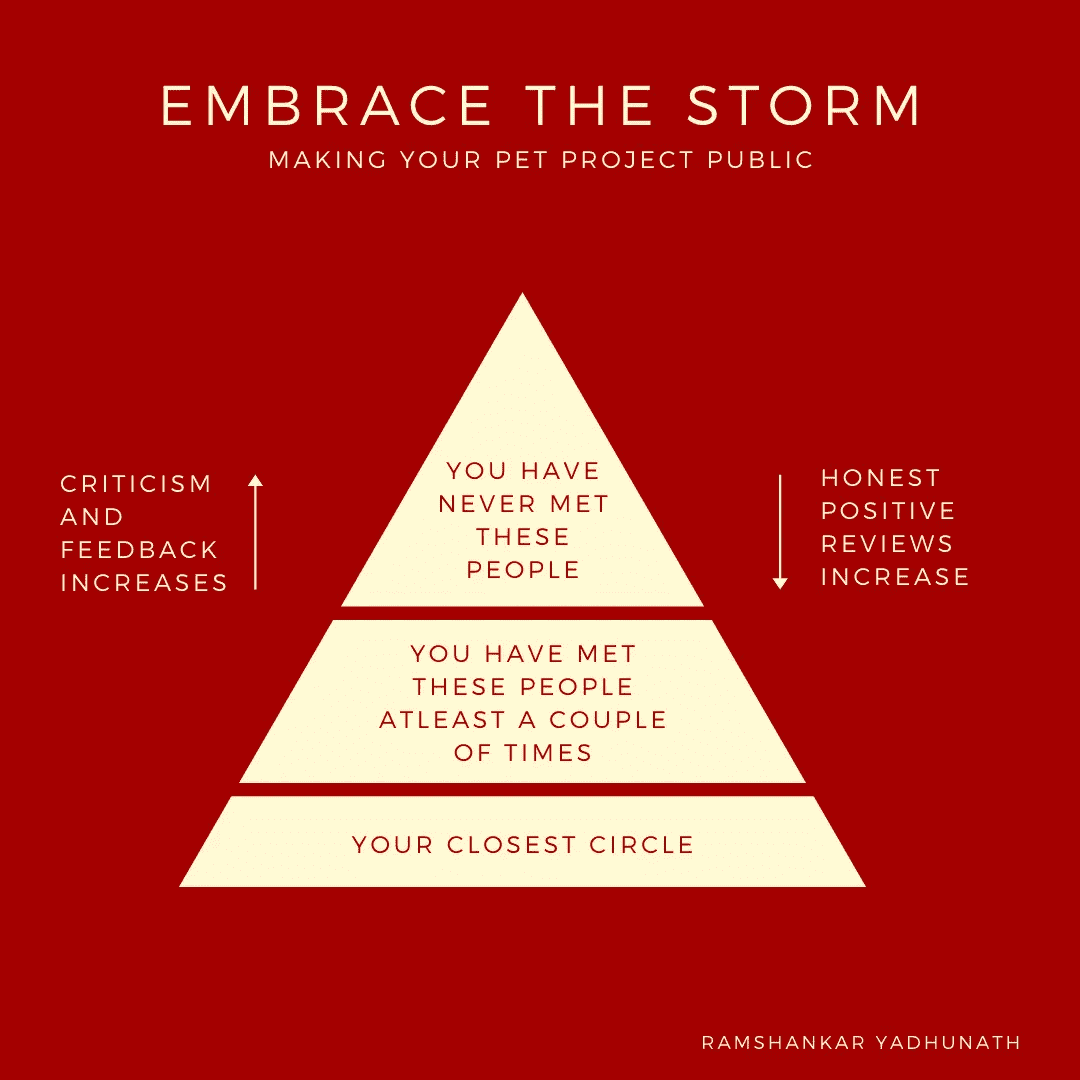 EMBRACE THE STORM
MAKING YOUR PET PROJECT PUBLIC
CRITICISM
AND
FEEDBACK
INCREASES
YOU HAVE
NEVER MET
THESE
PEOPLE
HONEST
POSITIVE
REVIEWS
INCREASE
YOU HAVE MET
THESE PEOPLE
ATLEAST A COUPLE
OF TIMES
YOUR CLOSEST CIRCLE
RAMSHANKAR YADHUNATH